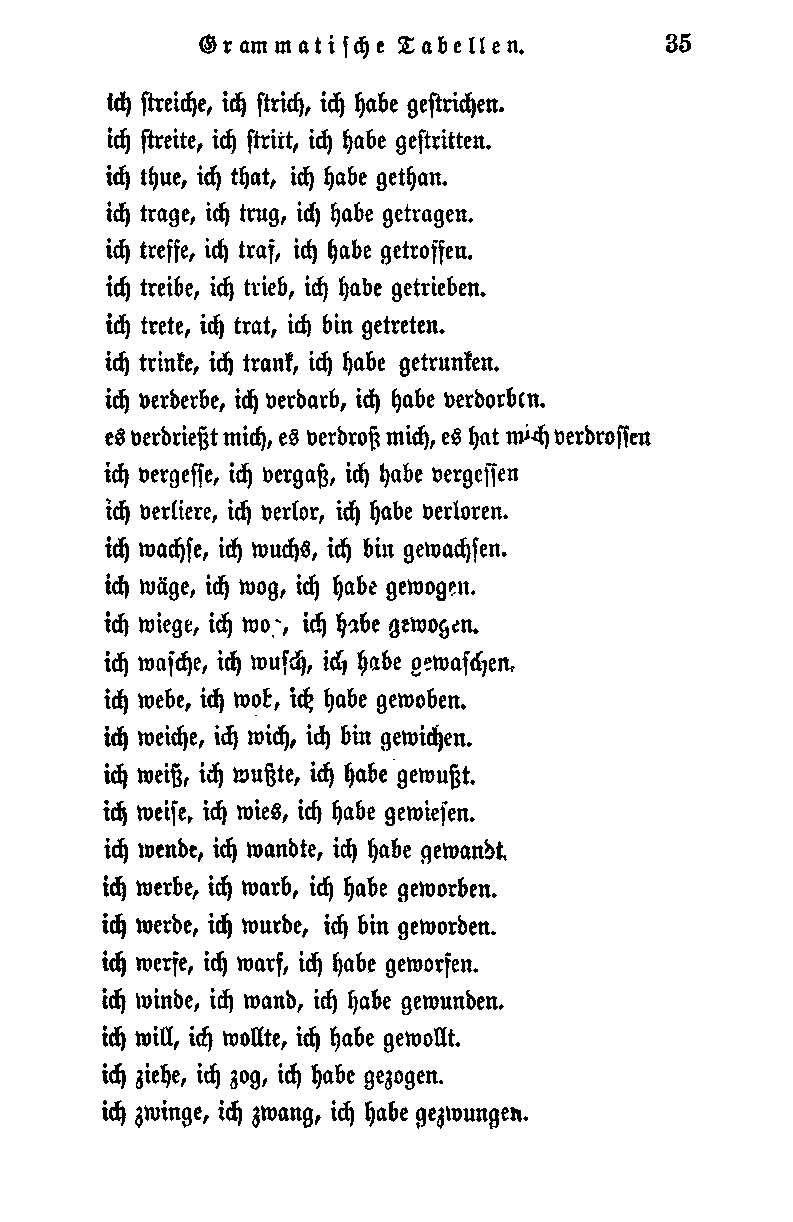 Grammatische Tabellen. 35
ich streiche, ich strich, ich habe gestrichen.
ich streite, ich stritt, ich habe gestritten.
ich thue, ich that, ich habe gethan.
ich trage, ich trug, ich habe getragen.
ich treffe, ich traf, ich habe getroffen.
ich treibe, ich trieb, ich habe getrieben.
ich trete, ich trat, ich bin getreten.
ich trinke, ich trank, ich habe getrunken.
ich verderbe, ich verdarb, ich habe verdorben.
es verdrießt mich, es verdroß mich, es hat mich verdrossen
ich vergesse, ich vergaß, ich habe vergessen
ich verliere, ich verlor, ich habe verloren.
ich wachse, ich wuchs, ich bin gewachsen.
ich wäge, ich wog, ich habe gewogen.
ich wiege, ich wog, ich habe gewogen.
ich wasche, ich wusch, ich habe gewaschen.
ich webe, ich wob, ich habe gewoben.
ich weiche, ich wich, ich bin gewichen.
ich weiß, ich wußte, ich habe gewußt.
ich weise, ich wies, ich habe gewiesen.
ich wende, ich wandte, ich habe gewandt.
ich werbe, ich warb, ich habe geworben.
ich werde, ich wurde, ich bin geworden.
ich werfe, ich warf, ich habe geworfen.
ich winde, ich wand, ich habe gewunden.
ich will, ich wollte, ich habe gewollt.
ich ziehe, ich zog, ich habe gezogen.
ich zwinge, ich zwang, ich habe gezwungen.